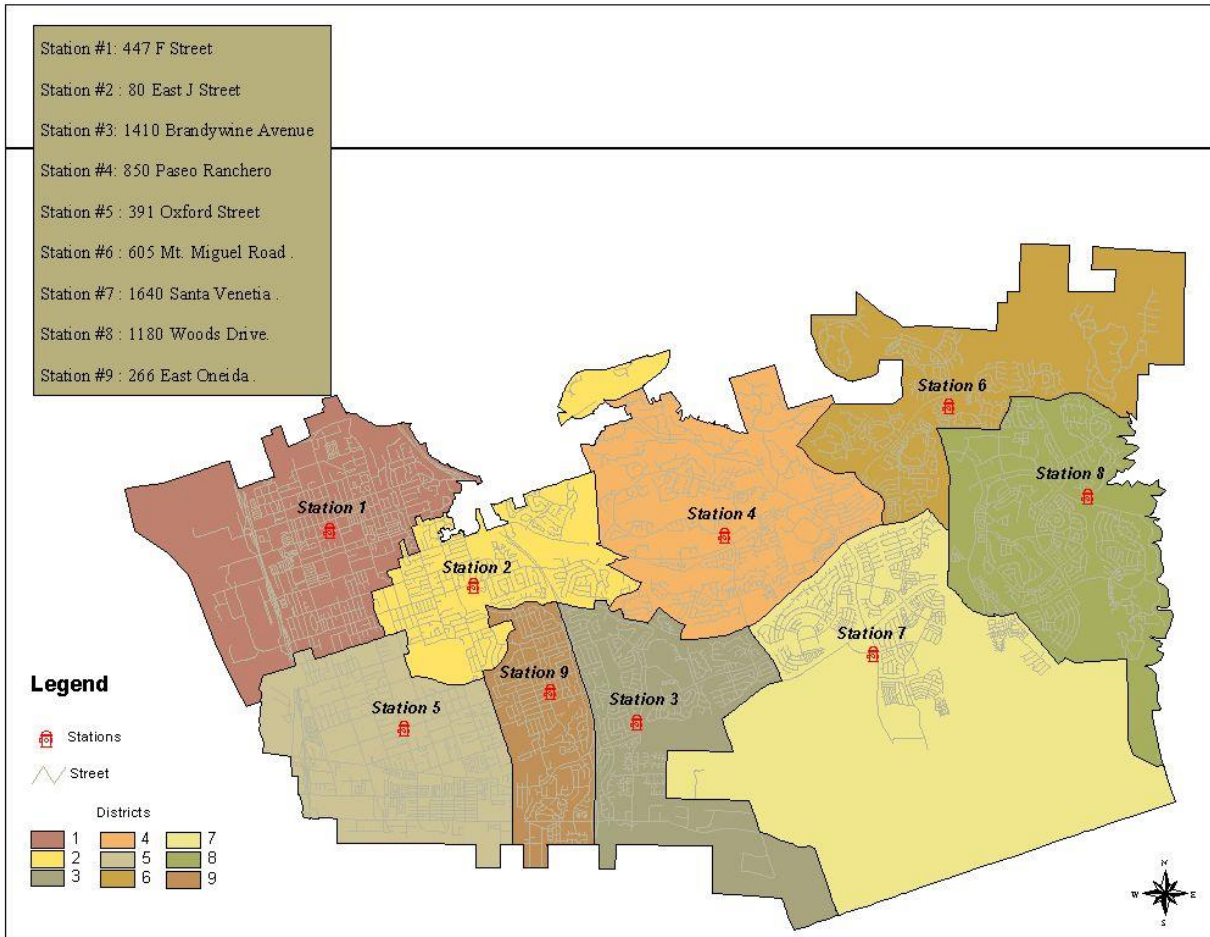 Station #1: 447 F Street
Station #2 : 80 East J Street
Station #3: 1410 Brandywine Avenue
Station #4: 850 Paseo Ranchero
Station #5 : 391 Oxford Street
Station #6 : 605 Mt. Miguel Road .
Station #7 : 1640 Santa Venetia .
Station #8 : 1180 Woods Drive.
Station #9 : 266 East Oneida .
Station 6
Station 8
Station 1
Station 4
Station 2
Station 7
Station 9
Station 3
Station 5
Legend
Stations
Street
Districts
1 4 7
2 5 8
3 6 9
N
W E
S